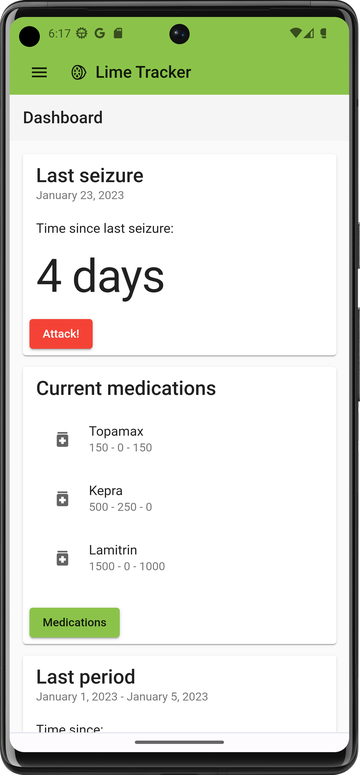 6:17
Lime Tracker
Dashboard
Last seizure
January 23, 2023
Time since last seizure:
4 days
Attack!
Current medications
Topamax
150 - 0 - 150
Kepra
500 - 250 - 0
Lamitrin
1500 - 0 - 1000
Medications
Last period
January 1, 2023 - January 5, 2023
Time since: